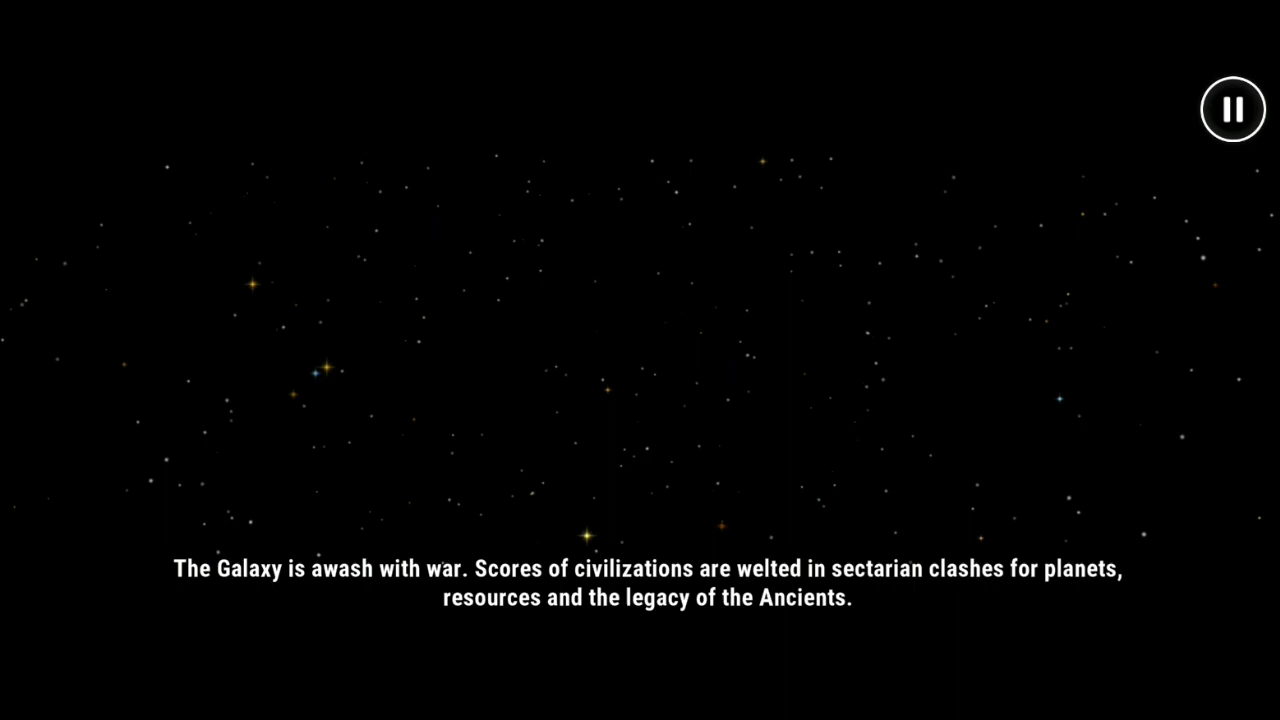 The Galaxy is awash with war. Scores of civilizations are welted in sectarian clashes for planets,
resources and the legacy of the Ancients.